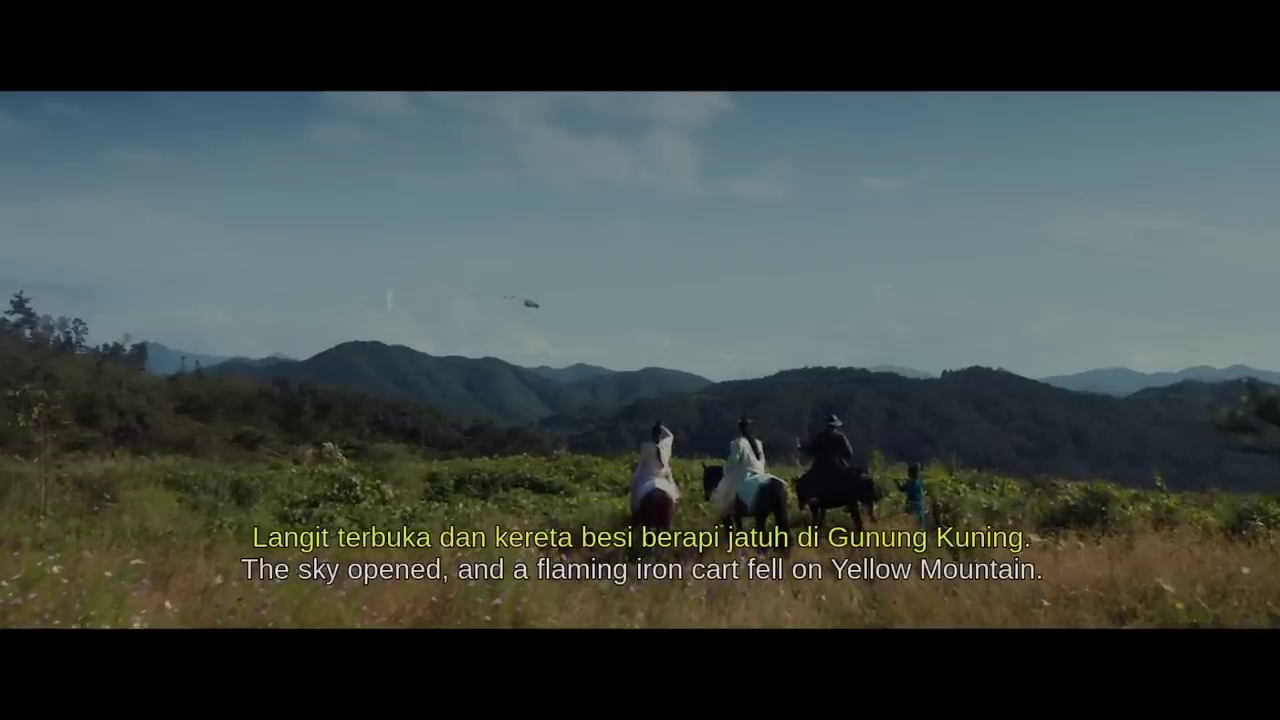 Langit terbuka dan kereta besi berapi jatuh di Gunung Kuning.
The sky opened, and a flaming iron cart fell on Yellow Mountain.